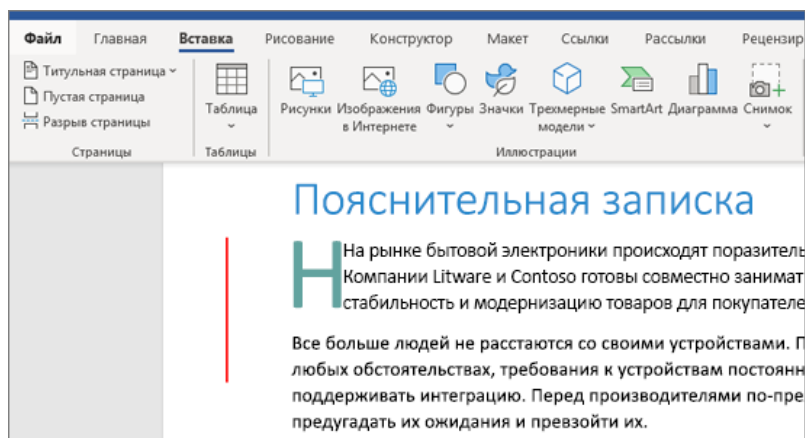 Файл Главная Вставка Рисование Конструктор Макет Ссылки Рассылки Рецензир
Титульная страница
Пустая страница
Разрыв страницы
Страницы
Таблица
Таблицы
Рисунки Изображения в Интернете Фигуры Значки Трехмерные модели SmartArt Диаграмма Снимок
Иллюстрации
Пояснительная записка
Н
На рынке бытовой электроники происходят поразитель
Компании Litware и Contoso готовы совместно занимат
стабильность и модернизацию товаров для покупателе
Все больше людей не расстаются со своими устройствами. П
любых обстоятельствах, требования к устройствам постоянн
поддерживать интеграцию. Перед производителями по-пре
предугадать их ожидания и превзойти их.